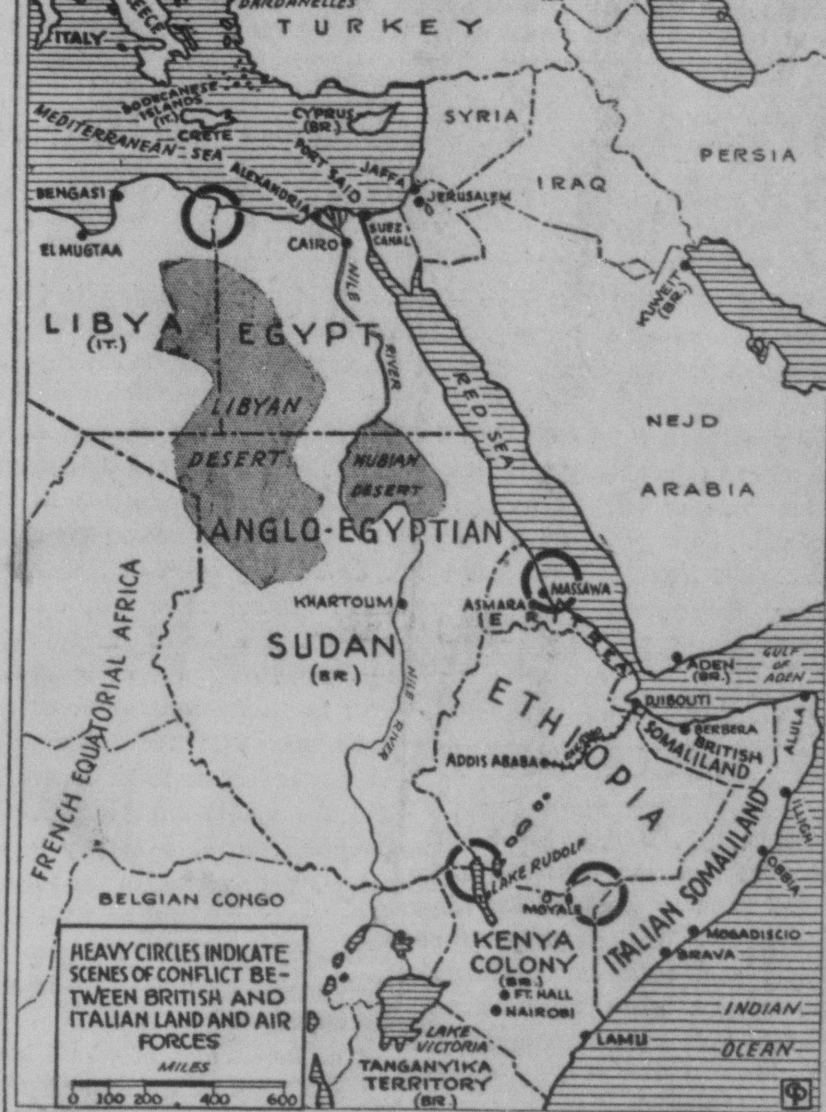 DARDANELLES
GREECE
TURKEY
ITALY
DODECANESE
ISLANDS
(IT.)
CRETE
CYPRUS
(BR.)
SYRIA
MEDITERRANEAN SEA
PERSIA
IRAQ
PORT SAID
JAFFA
ALEXANDRIA
BENGASI
JERUSALEM
EL MUGTAA
CAIRO
SUEZ
CANAL
NILE
RIVER
KUWEIT
(BR.)
LIBYA
(IT.)
EGYPT
RED SEA
LIBYAN
DESERT
NEJD
NUBIAN
DESERT
ARABIA
ANGLO-EGYPTIAN
SUDAN
(BR.)
MASSAWA
ASMARA
ERITREA
KHARTOUM
FRENCH EQUATORIAL AFRICA
NILE
RIVER
ADEN
(BR.)
GULF
OF
ADEN
ETHIOPIA
DJIBOUTI
BERBERA
BRITISH
SOMALILAND
ALULA
ADDIS ABABA
ILLIGH
OBBIA
ITALIAN SOMALILAND
LAKE RUDOLF
MOYALE
BELGIAN CONGO
KENYA
COLONY
(BR.)
FT. HALL
NAIROBI
MOGADISCIO
BRAVA
LAMU
INDIAN
OCEAN
LAKE
VICTORIA
TANGANYIKA
TERRITORY
(BR.)
HEAVY CIRCLES INDICATE
SCENES OF CONFLICT BE-
TWEEN BRITISH AND
ITALIAN LAND AND AIR
FORCES
MILES
0 100 200 400 600